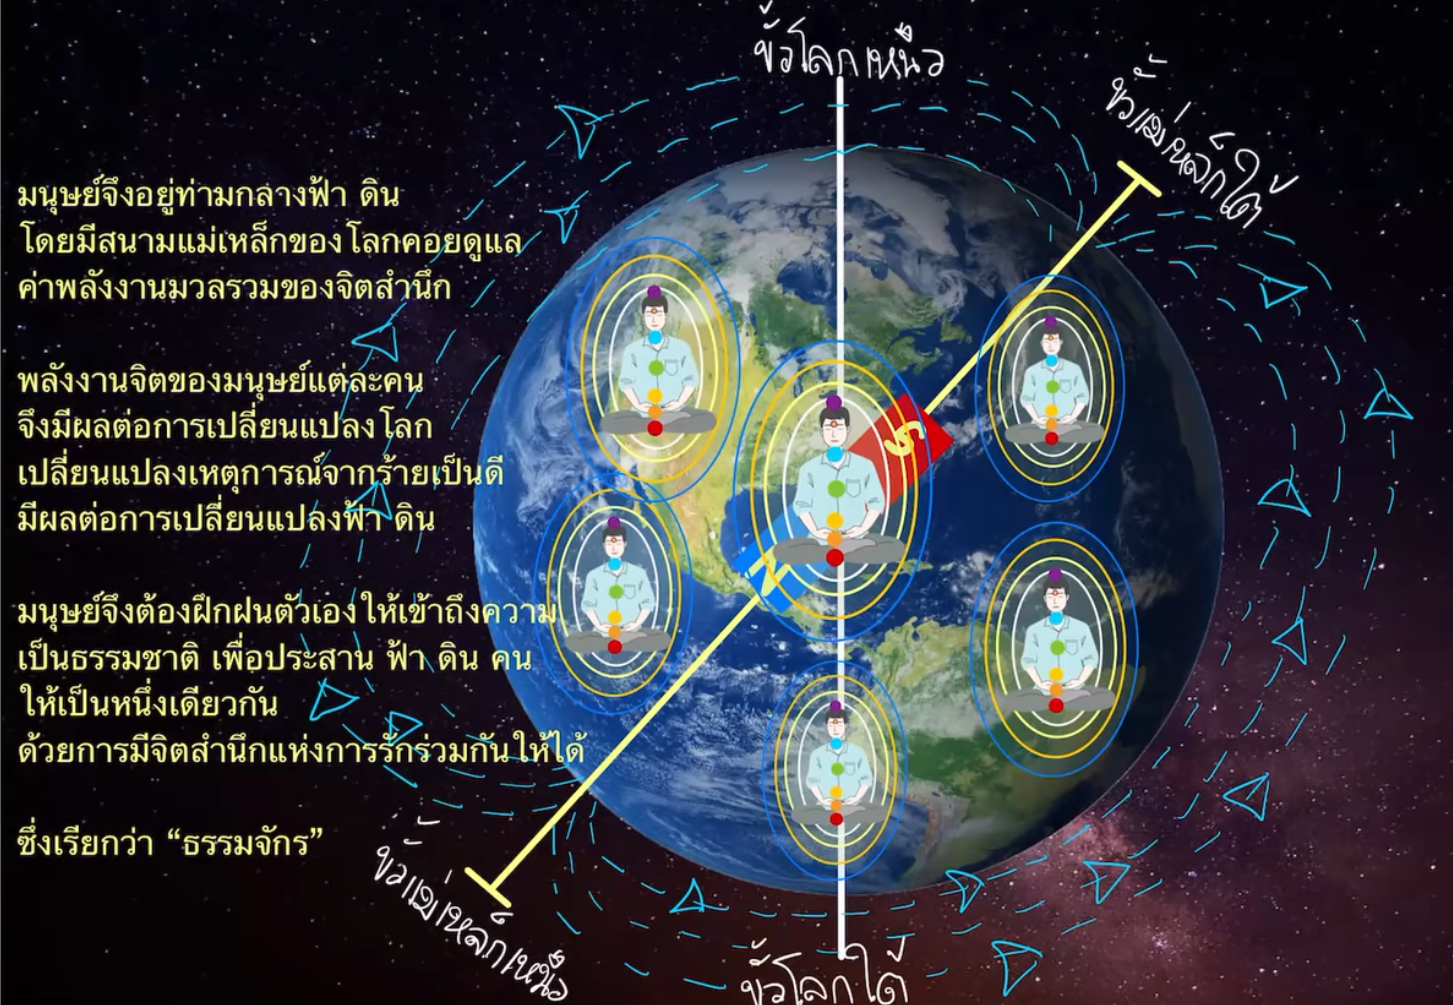 ขั้วโลกเหนือ
ขั้วแม่เหล็กใต้
มนุษย์จึงอยู่ท่ามกลางฟ้า ดิน
โดยมีสนามแม่เหล็กของโลกคอยดูแล
ค่าพลังงานมวลรวมของจิตสำนึก
พลังงานจิตของมนุษย์แต่ละคน
จึงมีผลต่อการเปลี่ยนแปลงโลก
เปลี่ยนแปลงเหตุการณ์จากร้ายเป็นดี
มีผลต่อการเปลี่ยนแปลงฟ้า ดิน
S
N
มนุษย์จึงต้องฝึกฝนตัวเองให้เข้าถึงความ
เป็นธรรมชาติ เพื่อประสาน ฟ้า ดิน คน
ให้เป็นหนึ่งเดียวกัน
ด้วยการมีจิตสำนึกแห่งการรักร่วมกันให้ได้
ซึ่งเรียกว่า “ธรรมจักร”
ขั้วแม่เหล็กเหนือ
ขั้วโลกใต้